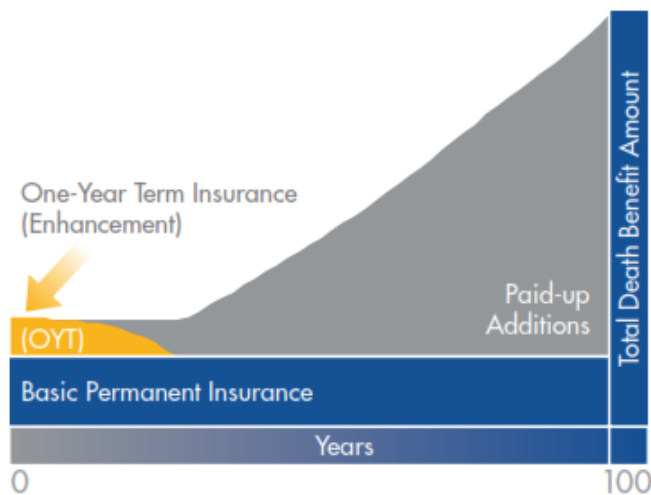 One-Year Term Insurance
(Enhancement)
(OYT)
Paid-up
Additions
Total Death Benefit Amount
Basic Permanent Insurance
Years
0
100